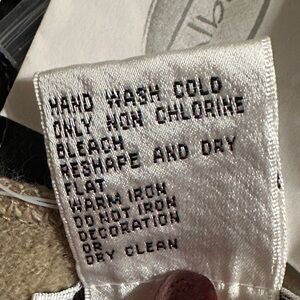 HAND WASH COLD
ONLY NON CHLORINE
BLEACH
RESHAPE AND DRY
FLAT
WARM IRON
DO NOT IRON
DECORATION
OR
DRY CLEAN